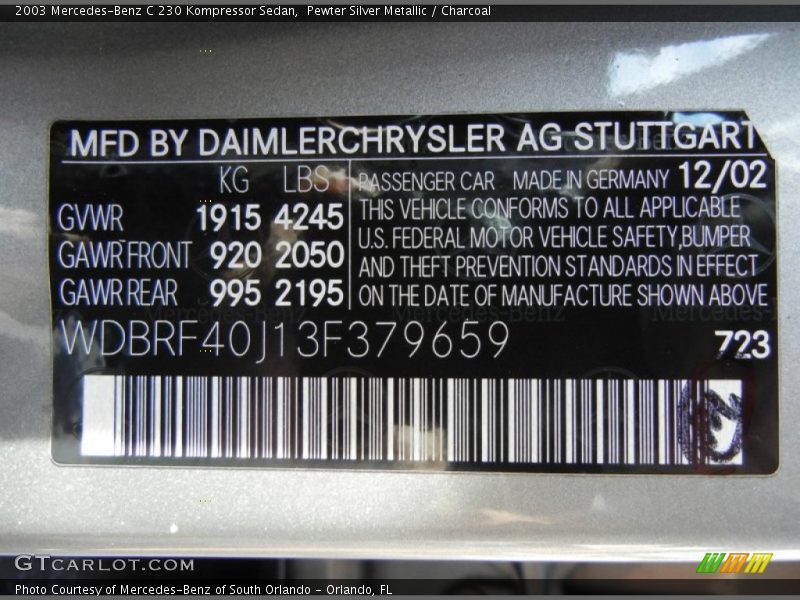 2003 Mercedes-Benz C 230 Kompressor Sedan,  Pewter Silver Metallic / Charcoal
MFD BY DAIMLERCHRYSLER AG STUTTGART
KG LBS
GVWR 1915 4245
GAWR FRONT 920 2050
GAWR REAR 995 2195
PASSENGER CAR MADE IN GERMANY 12/02
THIS VEHICLE CONFORMS TO ALL APPLICABLE
U.S. FEDERAL MOTOR VEHICLE SAFETY,BUMPER
AND THEFT PREVENTION STANDARDS IN EFFECT
ON THE DATE OF MANUFACTURE SHOWN ABOVE
WDBRF40J13F379659
723
GTCARLOT.COM
Photo Courtesy of Mercedes-Benz of South Orlando - Orlando, FL